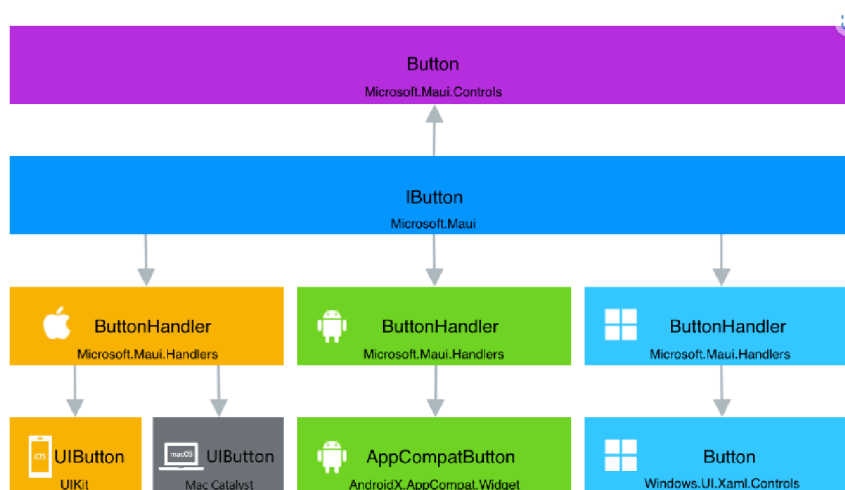 Button
Microsoft.Maui.Controls
IButton
Microsoft.Maui
ButtonHandler
Microsoft.Maui.Handlers
ButtonHandler
Microsoft.Maui.Handlers
ButtonHandler
Microsoft.Maui.Handlers
iOS
UIButton
UIKit
macOS
UIButton
Mac Catalyst
AppCompatButton
AndroidX.AppCompat.Widget
Button
Windows.UI.Xaml.Controls